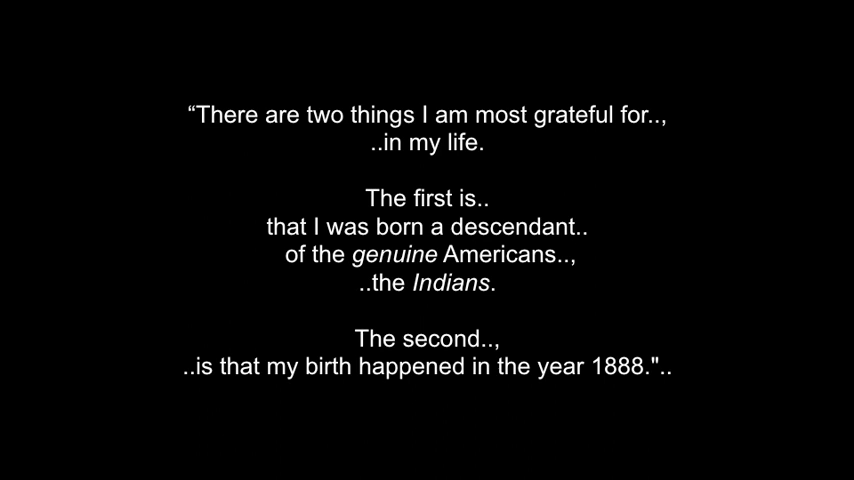 “There are two things I am most grateful for..,
..in my life.
The first is..
that I was born a descendant..
of the genuine Americans..,
..the Indians.
The second..,
..is that my birth happened in the year 1888."..